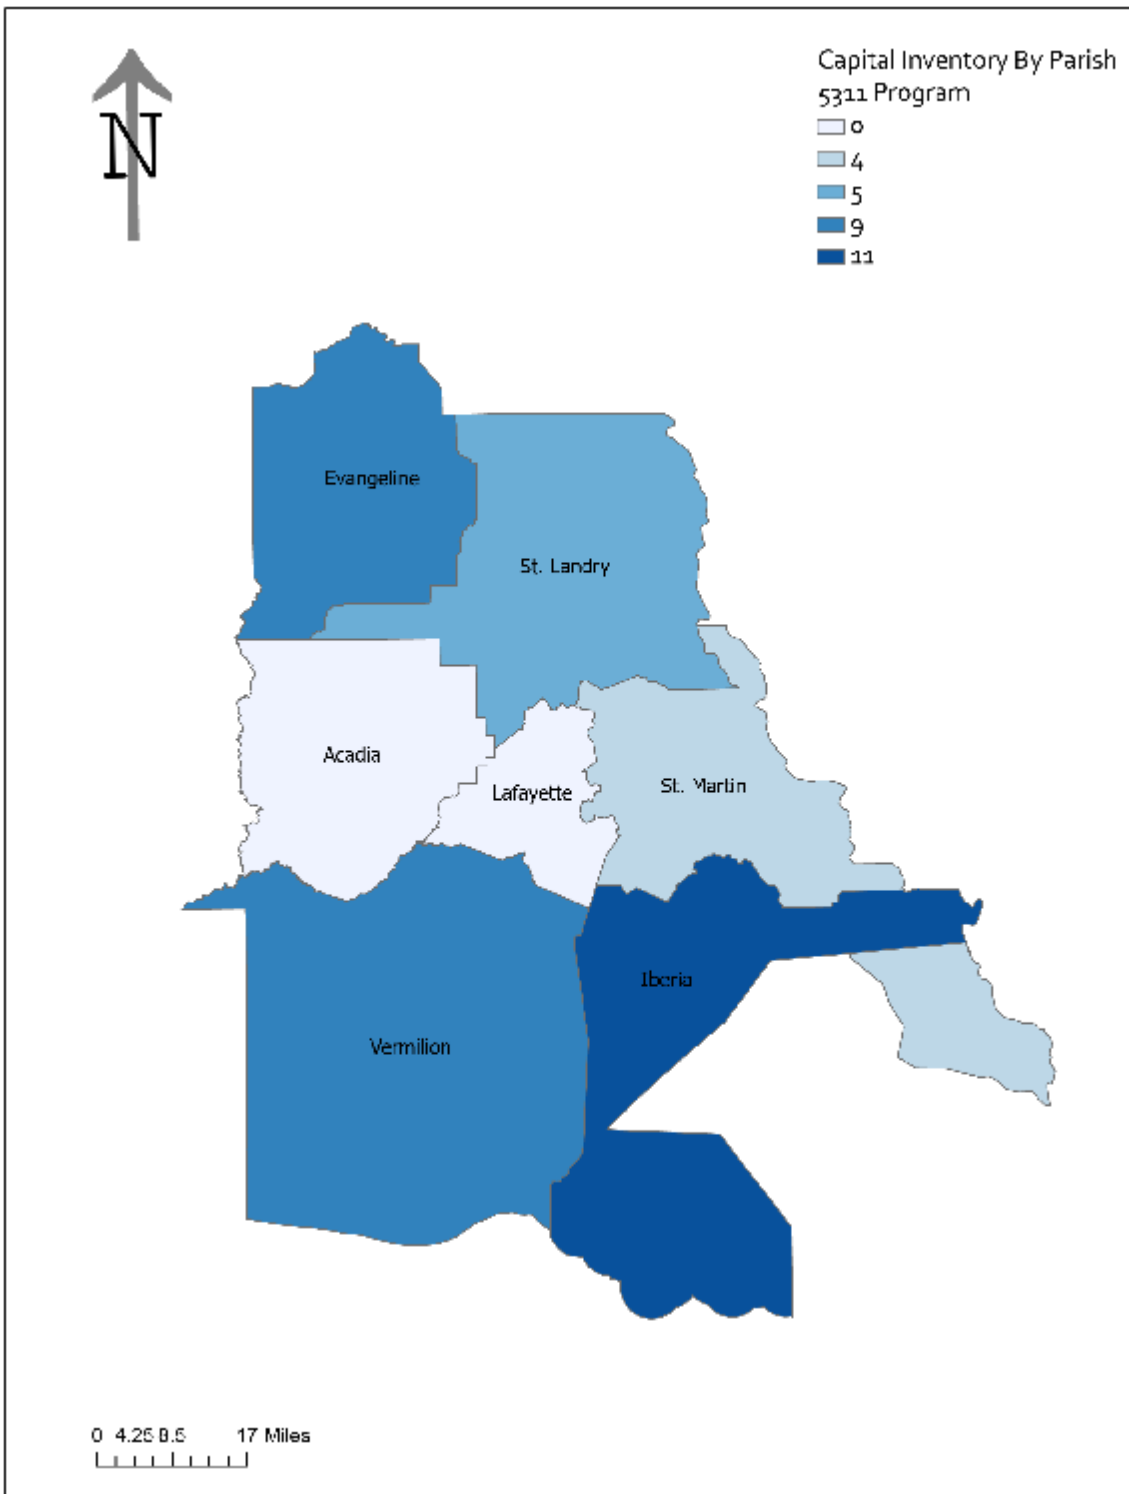 N
Capital Inventory By Parish
5311 Program
0
4
5
9
11
Evangeline
St. Landry
Acadia
Lafayette
St. Martin
Iberia
Vermilion
0 4.25 8.5 17 Miles